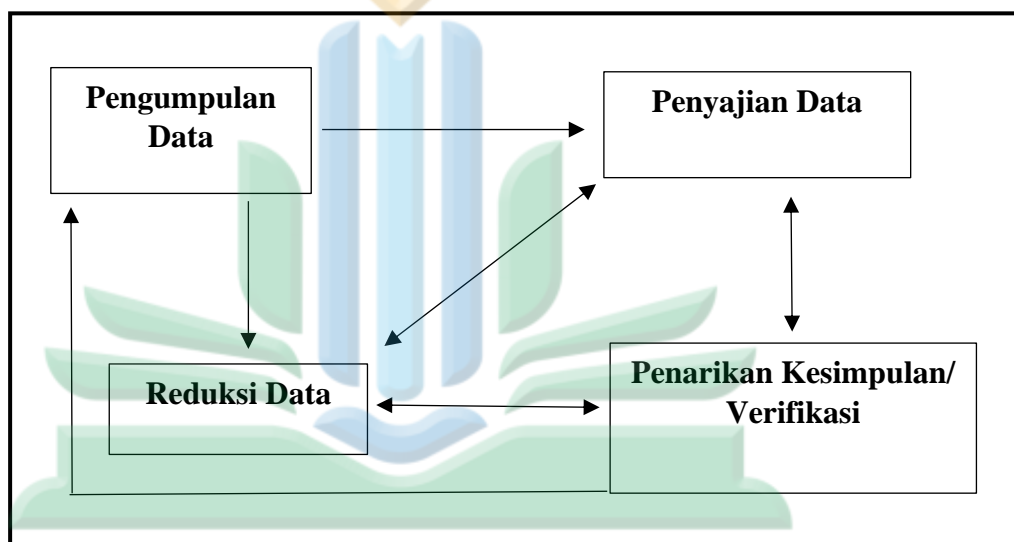 Pengumpulan
Data
Penyajian Data
Reduksi Data
Penarikan Kesimpulan/
Verifikasi